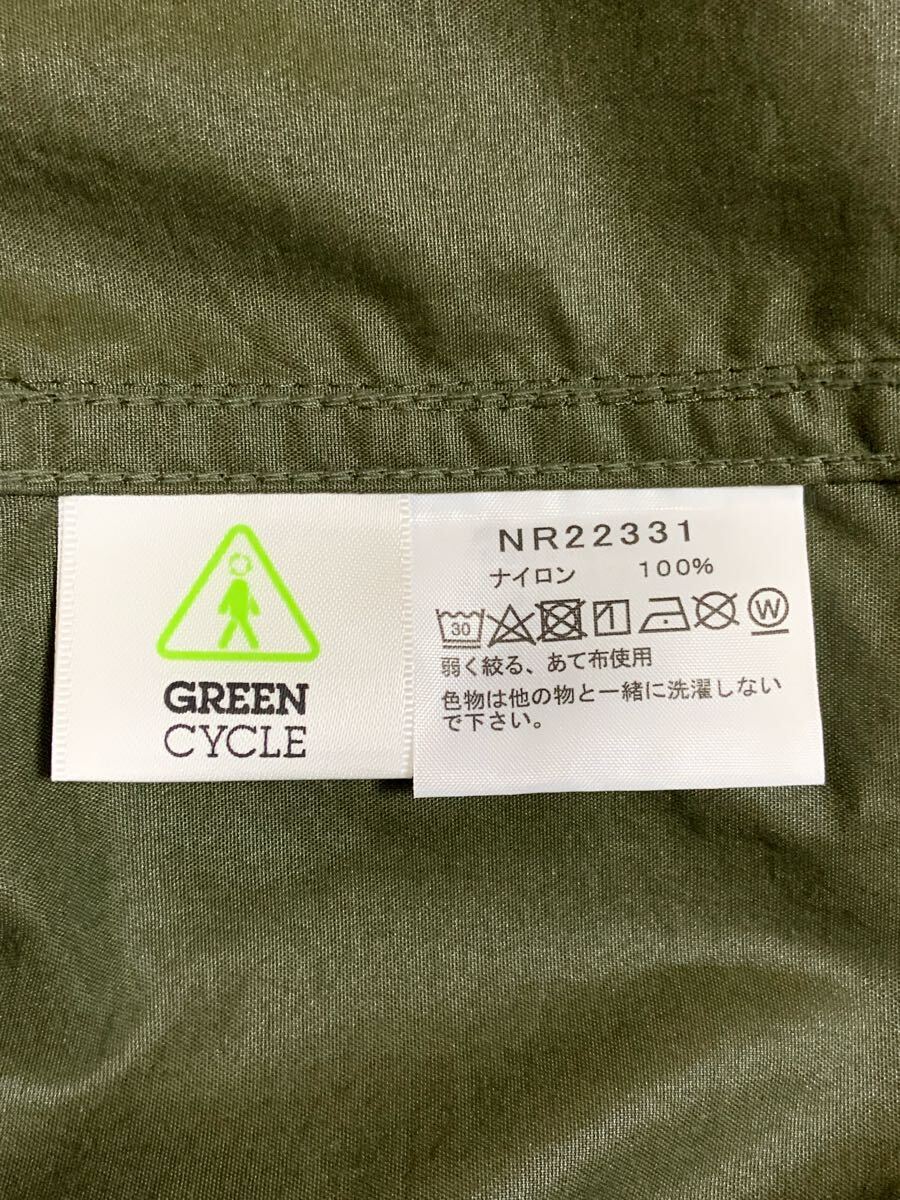 GREEN
CYCLE
NR22331
ナイロン 100%
30 W
弱く絞る、あて布使用
色物は他の物と一緒に洗濯しない
で下さい。